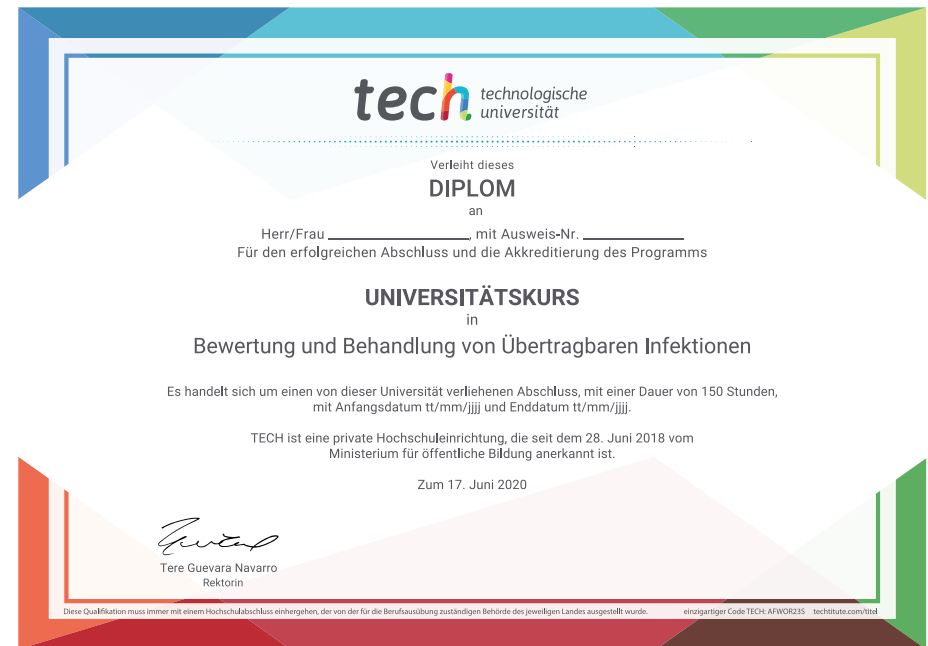 tech technologische
universität
Verleiht dieses
DIPLOM
an
Herr/Frau ____________, mit Ausweis-Nr. ____________
Für den erfolgreichen Abschluss und die Akkreditierung des Programms
UNIVERSITÄTSKURS
in
Bewertung und Behandlung von Übertragbaren Infektionen
Es handelt sich um einen von dieser Universität verliehenen Abschluss, mit einer Dauer von 150 Stunden,
mit Anfangsdatum tt/mm/jjjj und Enddatum tt/mm/jjjj.
TECH ist eine private Hochschuleinrichtung, die seit dem 28. Juni 2018 vom
Ministerium für öffentliche Bildung anerkannt ist.
Zum 17. Juni 2020
Tere Guevara Navarro
Rektorin
Diese Qualifikation muss immer mit einem Hochschulabschluss einhergehen, der von der für die Berufsausübung zuständigen Behörde des jeweiligen Landes ausgestellt wurde. einzigartiger Code TECH: AFWOR23S techtitute.com/titel